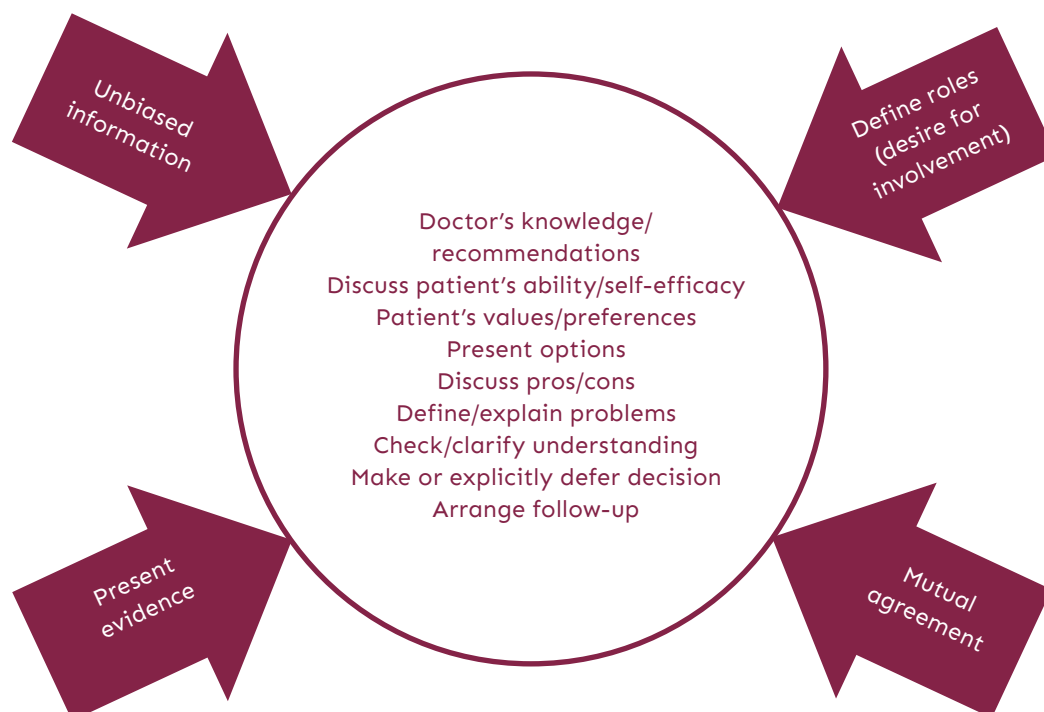 Unbiased
information
Define roles
(desire for
involvement)
Doctor’s knowledge/
recommendations
Discuss patient’s ability/self-efficacy
Patient’s values/preferences
Present options
Discuss pros/cons
Define/explain problems
Check/clarify understanding
Make or explicitly defer decision
Arrange follow-up
Present
evidence
Mutual
agreement